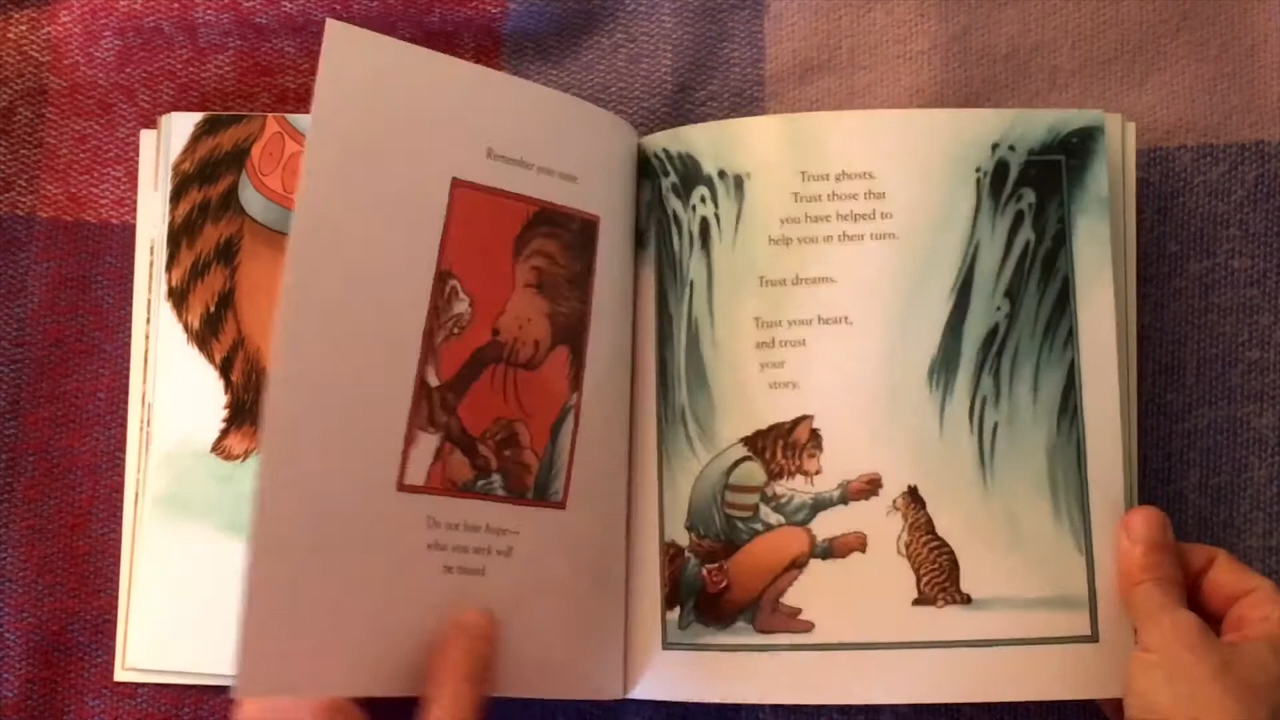 Remember your name.
Do not lose hope—
what you seek will
be found.
Trust ghosts.
Trust those that
you have helped to
help you in their turn.
Trust dreams.
Trust your heart,
and trust
your
story.